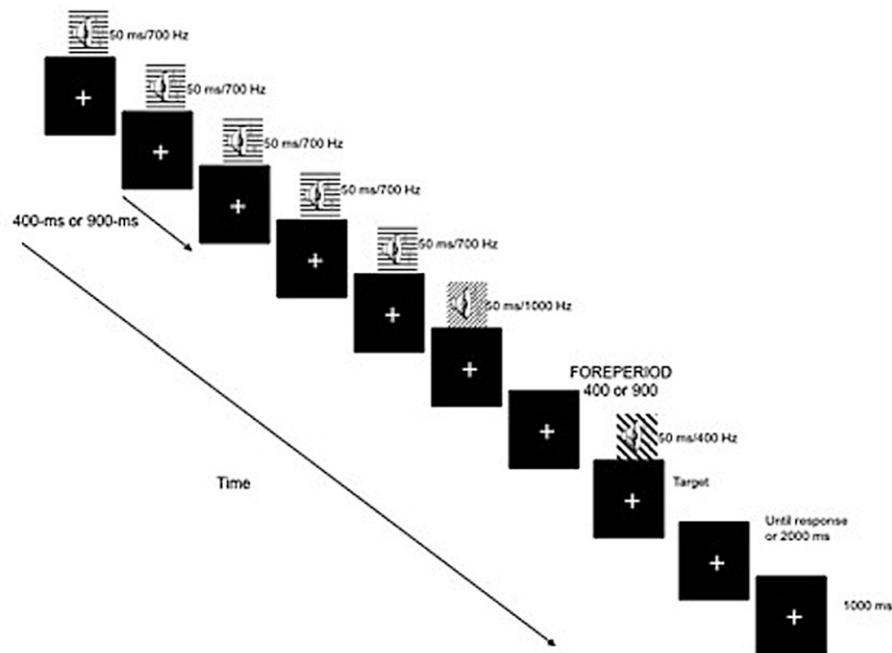 50 ms/700 Hz
50 ms/700 Hz
50 ms/700 Hz
50 ms/700 Hz
400-ms or 900-ms
50 ms/700 Hz
50 ms/1000 Hz
FOREPERIOD
400 or 900
50 ms/400 Hz
Target
Time
Until response
or 2000 ms
1000 ms